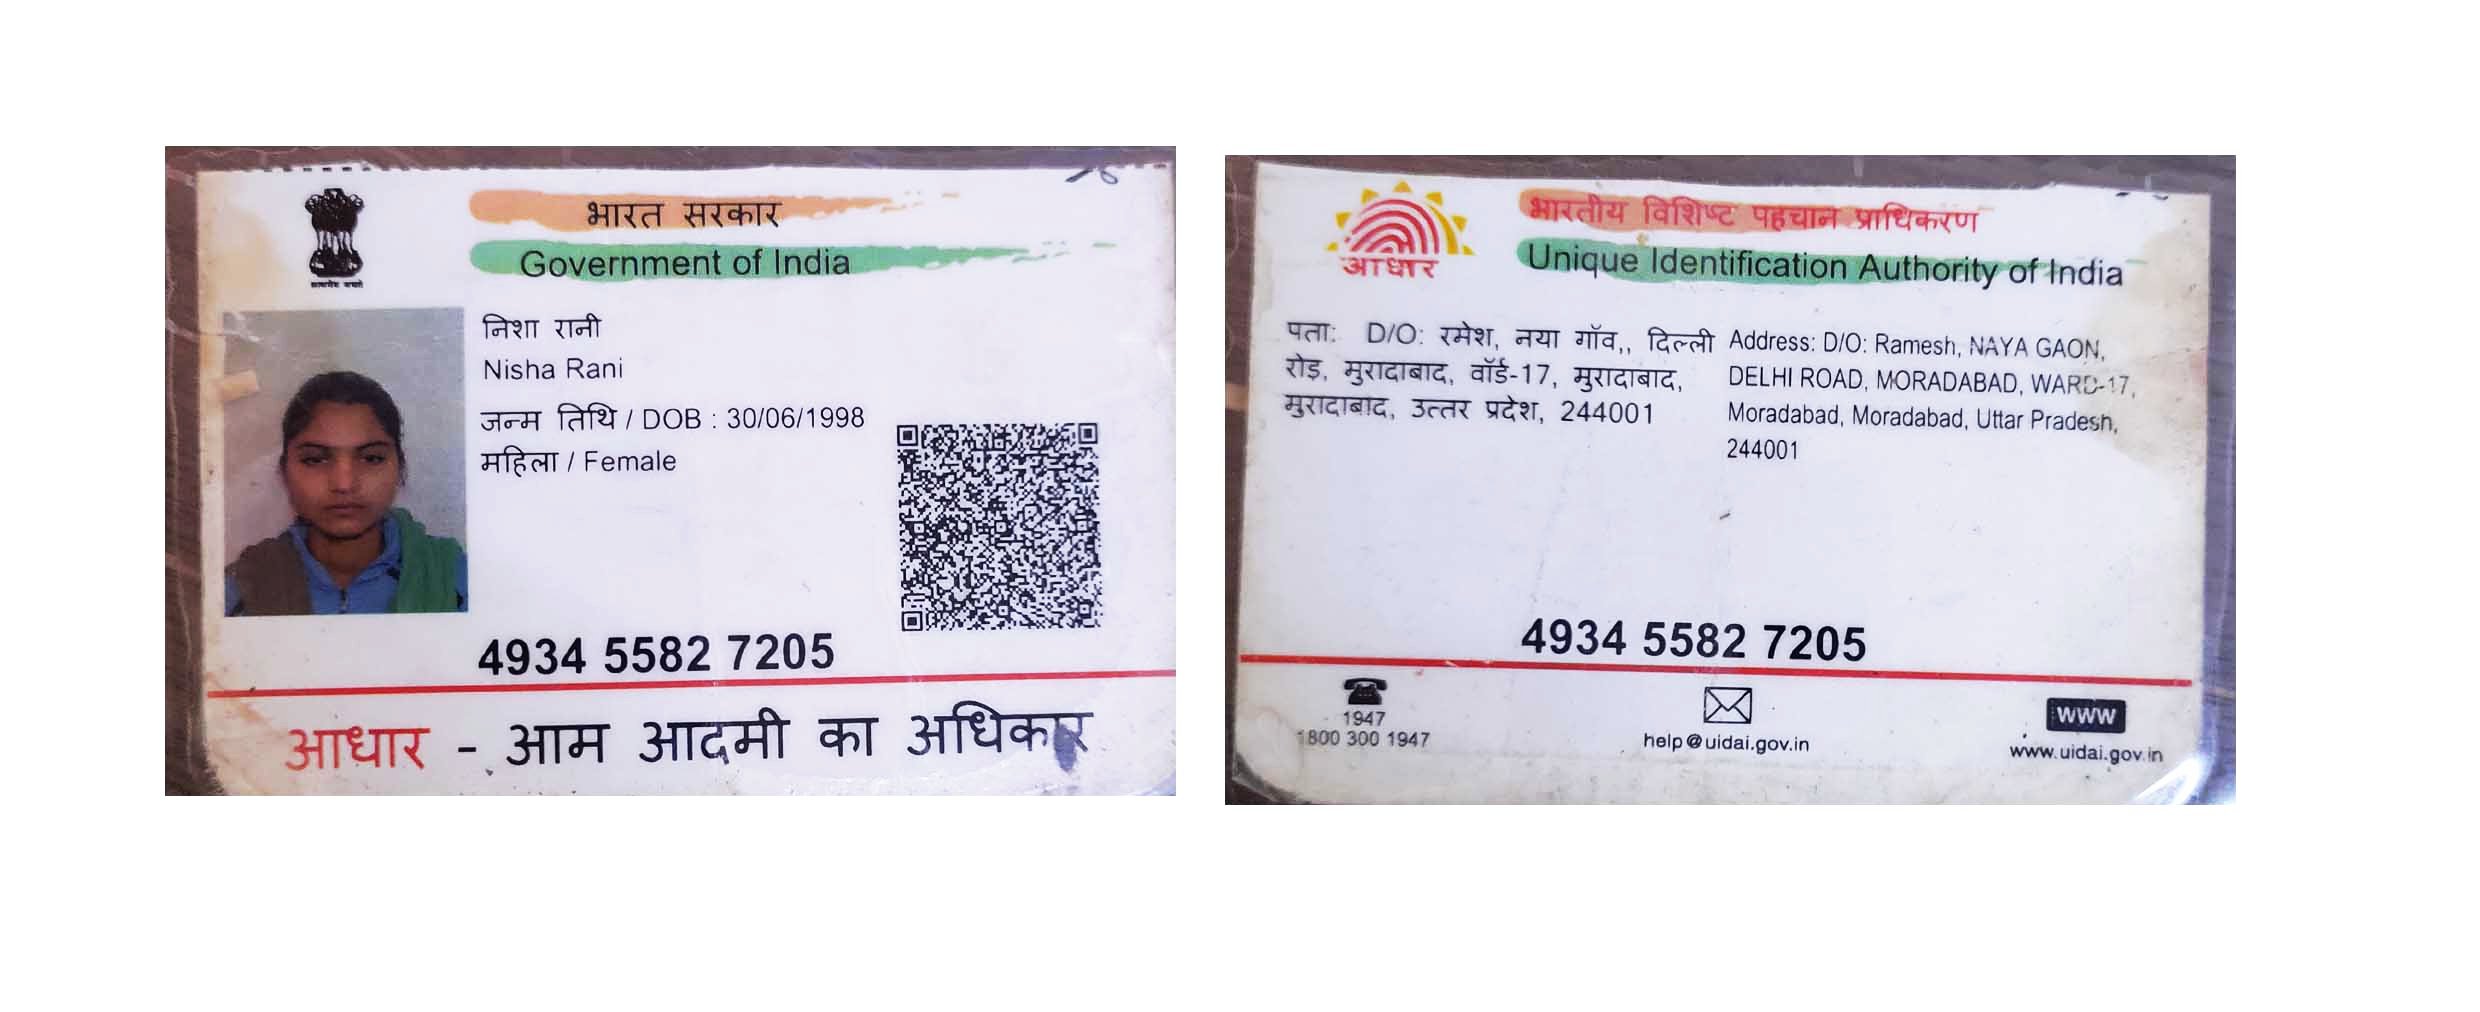 भारत सरकार
Government of India
निशा रानी
Nisha Rani
जन्म तिथि / DOB : 30/06/1998
महिला / Female
4934 5582 7205
आधार - आम आदमी का अधिकार
भारतीय विशिष्ट पहचान प्राधिकरण
Unique Identification Authority of India
आधार
पता: D/O: रमेश, नया गॉव,, दिल्ली
रोड़, मुरादाबाद, वॉर्ड-17, मुरादाबाद,
मुरादाबाद, उत्तर प्रदेश, 244001
Address: D/O: Ramesh, NAYA GAON,
DELHI ROAD, MORADABAD, WARD-17,
Moradabad, Moradabad, Uttar Pradesh,
244001
4934 5582 7205
1947
1800 300 1947
help@uidai.gov.in
WWW
www.uidai.gov.in